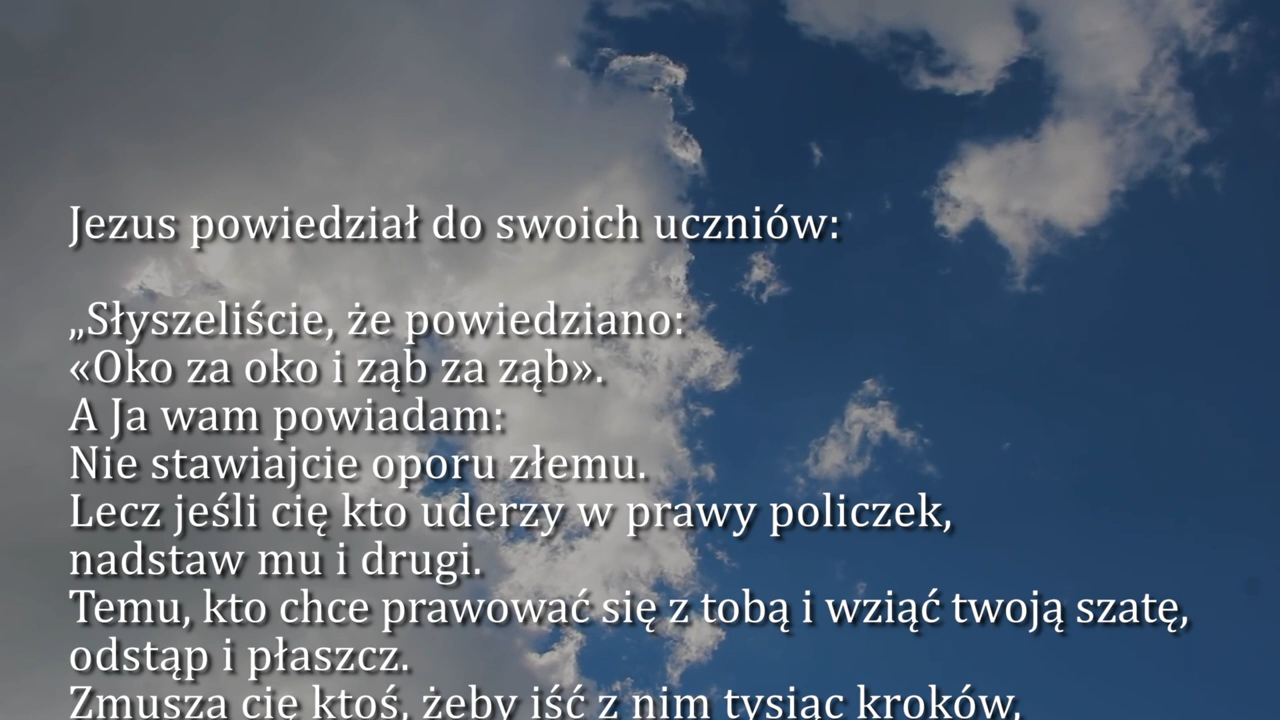 Jezus powiedział do swoich uczniów:
„Słyszeliście, że powiedziano:
«Oko za oko i ząb za ząb».
A Ja wam powiadam:
Nie stawiajcie oporu złemu.
Lecz jeśli cię kto uderzy w prawy policzek,
nadstaw mu i drugi.
Temu, kto chce prawować się z tobą i wziąć twoją szatę,
odstąp i płaszcz.
Zmusza cię ktoś, żeby iść z nim tysiąc kroków,